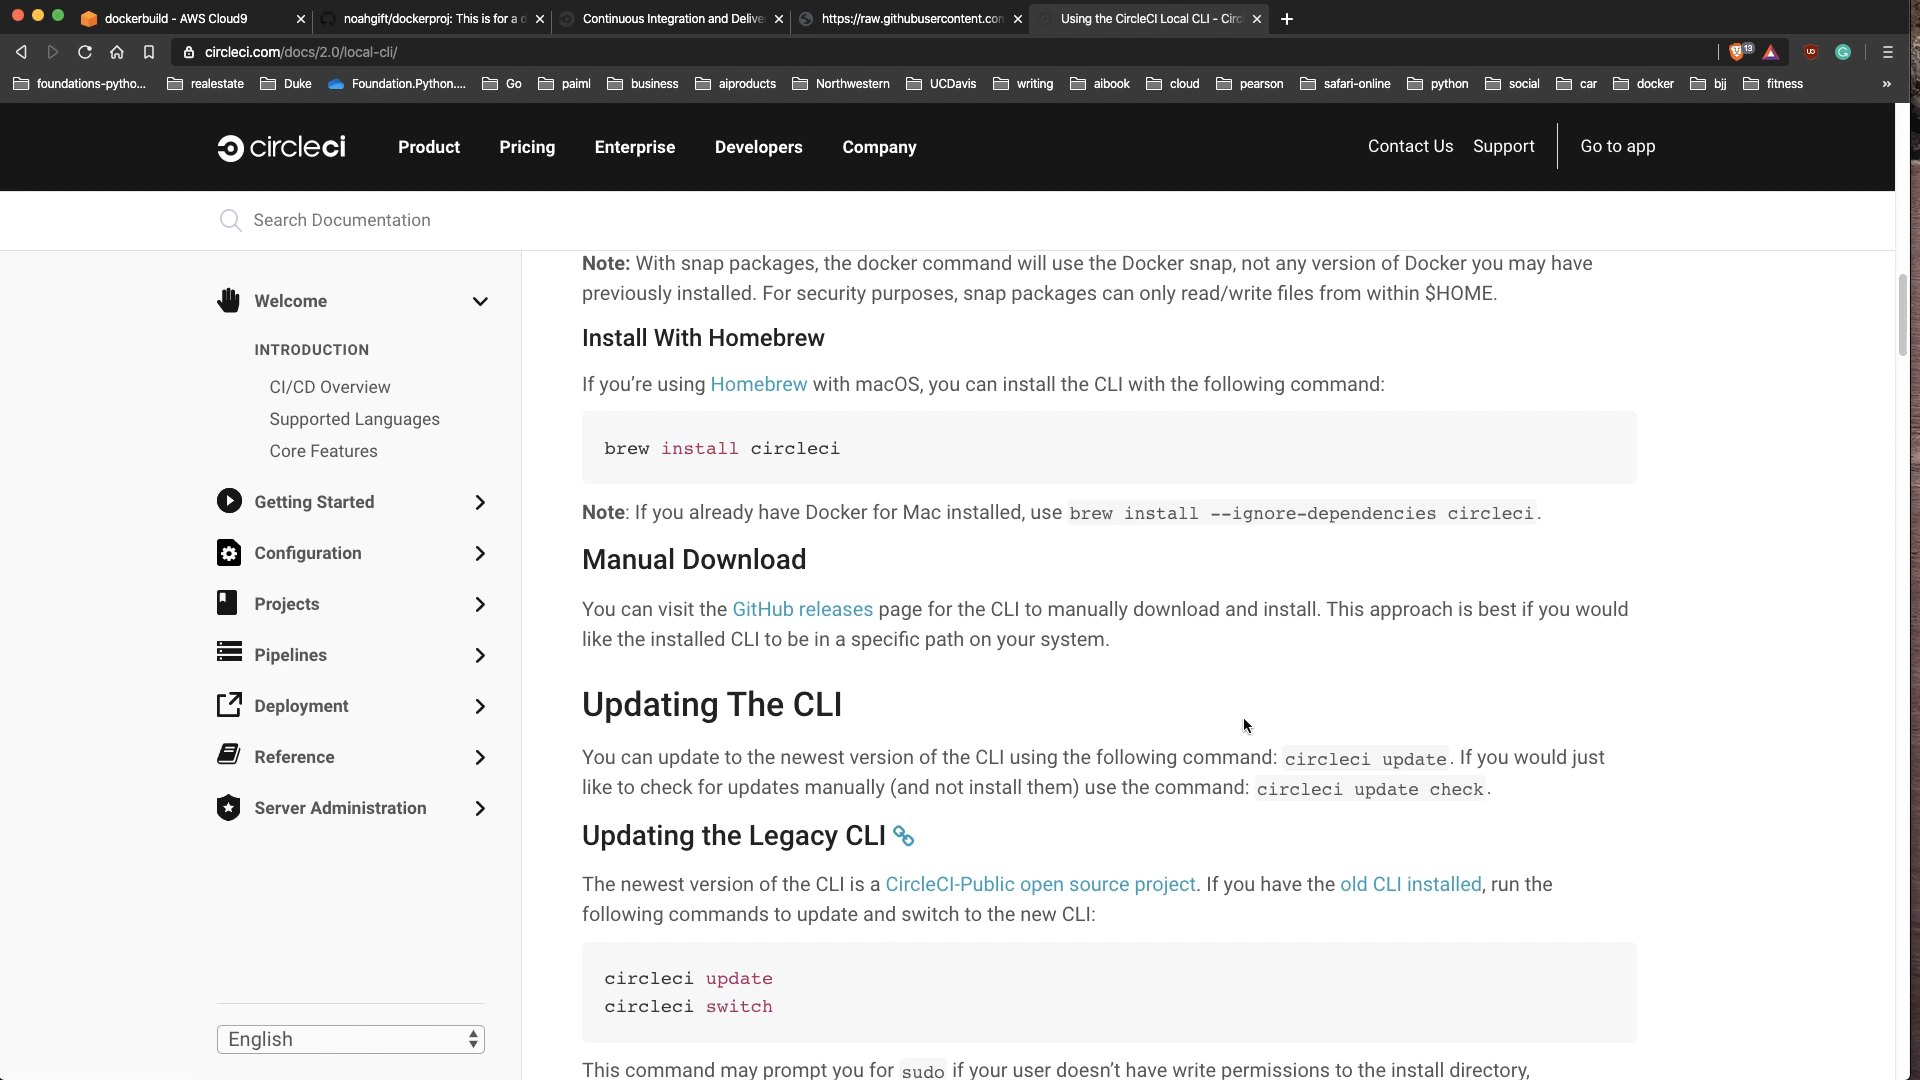 dockerbuild - AWS Cloud9
noahgift/dockerproj: This is for a d
Continuous Integration and Delive
https://raw.githubusercontent.con
Using the CircleCI Local CLI - Circ
circleci.com/docs/2.0/local-cli/
13
foundations-pytho...
realestate
Duke
Foundation.Python....
Go
paiml
business
aiproducts
Northwestern
UCDavis
writing
aibook
cloud
pearson
safari-online
python
social
car
docker
bjj
fitness
»
circleci
Product
Pricing
Enterprise
Developers
Company
Contact Us
Support
Go to app
Search Documentation
Welcome
INTRODUCTION
CI/CD Overview
Supported Languages
Core Features
Getting Started
Configuration
Projects
Pipelines
Deployment
Reference
Server Administration
English
Note: With snap packages, the docker command will use the Docker snap, not any version of Docker you may have
previously installed. For security purposes, snap packages can only read/write files from within $HOME.
Install With Homebrew
If you’re using Homebrew with macOS, you can install the CLI with the following command:
brew install circleci
Note: If you already have Docker for Mac installed, use brew install --ignore-dependencies circleci.
Manual Download
You can visit the GitHub releases page for the CLI to manually download and install. This approach is best if you would
like the installed CLI to be in a specific path on your system.
Updating The CLI
You can update to the newest version of the CLI using the following command: circleci update. If you would just
like to check for updates manually (and not install them) use the command: circleci update check.
Updating the Legacy CLI
The newest version of the CLI is a CircleCI-Public open source project. If you have the old CLI installed, run the
following commands to update and switch to the new CLI:
circleci update
circleci switch
This command may prompt you for sudo if your user doesn’t have write permissions to the install directory,